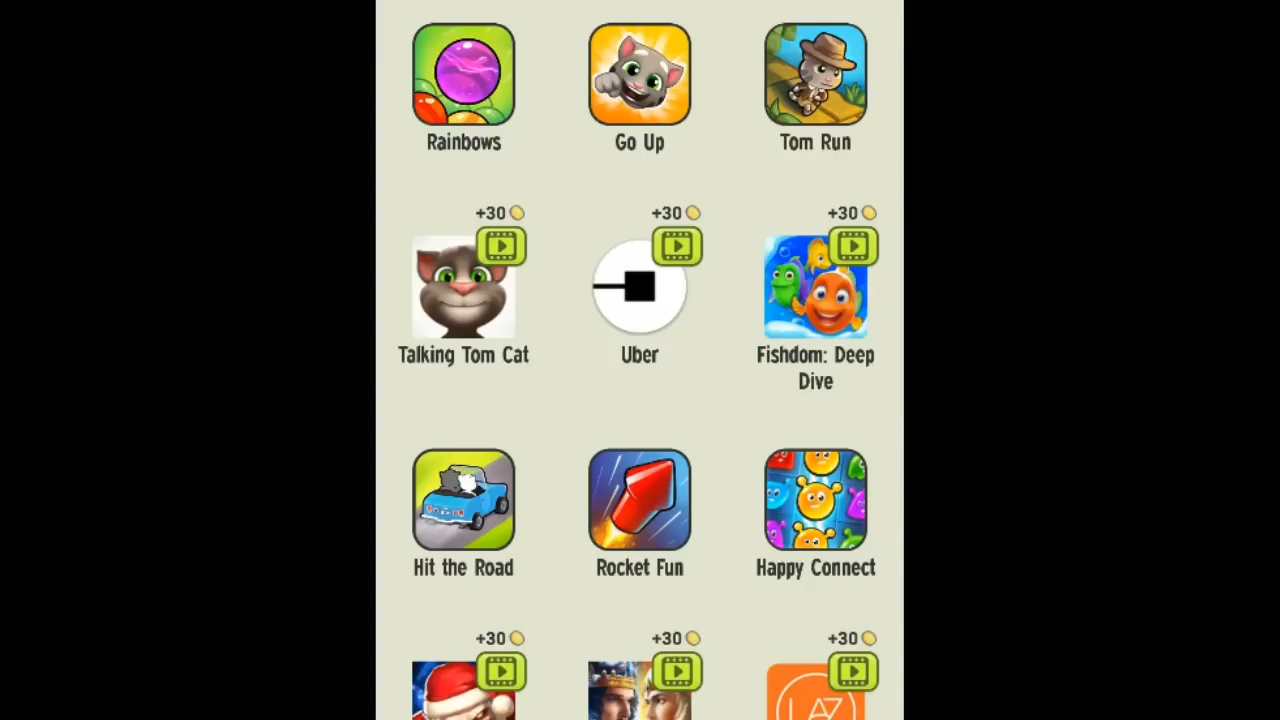 Rainbows
Go Up
Tom Run
+30
+30
+30
Talking Tom Cat
Uber
Fishdom: Deep
Dive
Hit the Road
Rocket Fun
Happy Connect
+30
+30
+30